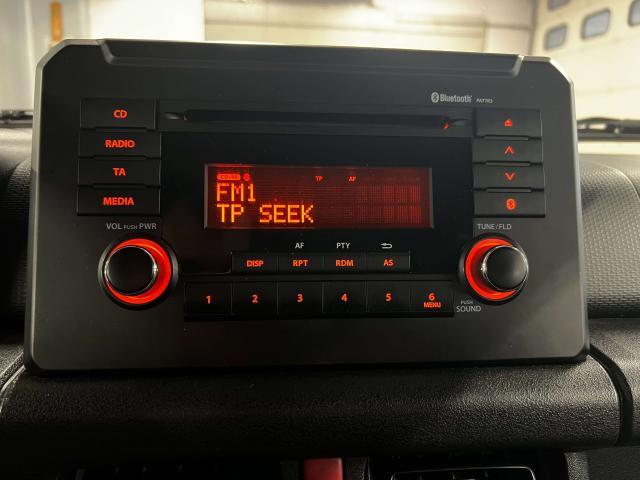 Bluetooth PA7703
CD
RADIO
TA
MEDIA
TP AF
FM1
TP SEEK
VOL PUSH PWR
TUNE/FLD
AF PTY
DISP RPT RDM AS
1 2 3 4 5 6
MENU
PUSH
SOUND